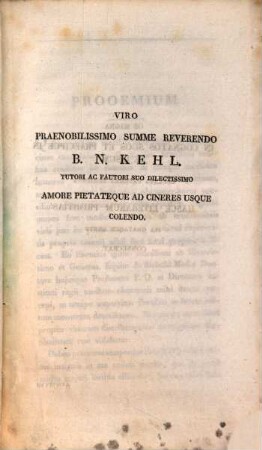 VIRO
PRAENOBILISSIMO SUMME REVERENDO
B. N. KEHL.
TUTORI AC FAUTORI SUO DILECTISSIMO
AMORE PIETATEQUE AD CINERES USQUE
COLENDO.